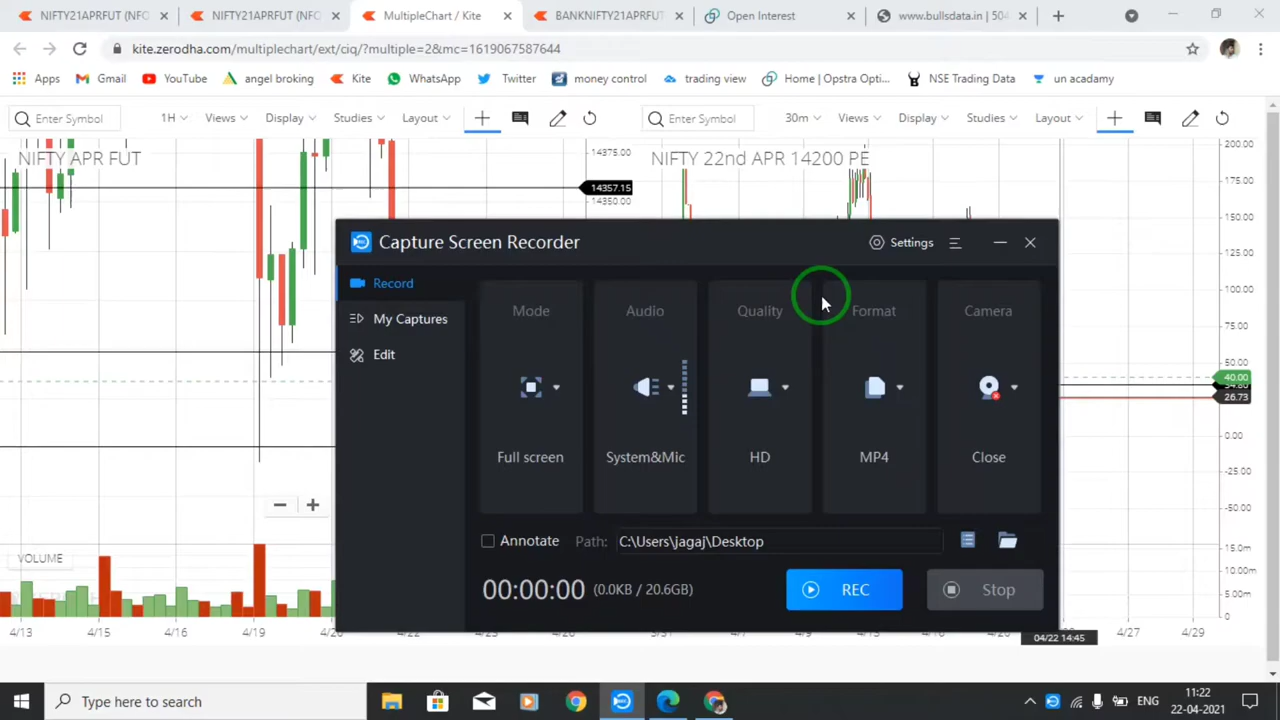 NIFTY21APRFUT (NFO
NIFTY21APRFUT (NFO
MultipleChart / Kite
BANKNIFTY21APRFUT
Open Interest
www.bullsdata.in | 504
kite.zerodha.com/multiplechart/ext/ciq/?multiple=2&mc=1619067587644
Apps
Gmail
YouTube
angel broking
Kite
WhatsApp
Twitter
money control
trading view
Home | Opstra Opti...
NSE Trading Data
un acadamy
Enter Symbol
1H
Views
Display
Studies
Layout
Enter Symbol
30m
Views
Display
Studies
Layout
NIFTY APR FUT
14375.00
14357.15
14350.00
NIFTY 22nd APR 14200 PE
200.00
175.00
150.00
125.00
100.00
75.00
50.00
40.00
26.73
0.00
-25.00
-50.00
15.0m
10.00m
5.00m
0
Capture Screen Recorder
Settings
Record
My Captures
Edit
Mode
Audio
Quality
Format
Camera
Full screen
System&Mic
HD
MP4
Close
Annotate
Path:
C:\Users\jagaj\Desktop
00:00:00
(0.0KB / 20.6GB)
REC
Stop
VOLUME
4/13
4/15
4/16
4/19
4/27
4/29
04/22 14:45
Type here to search
ENG
11:22
22-04-2021